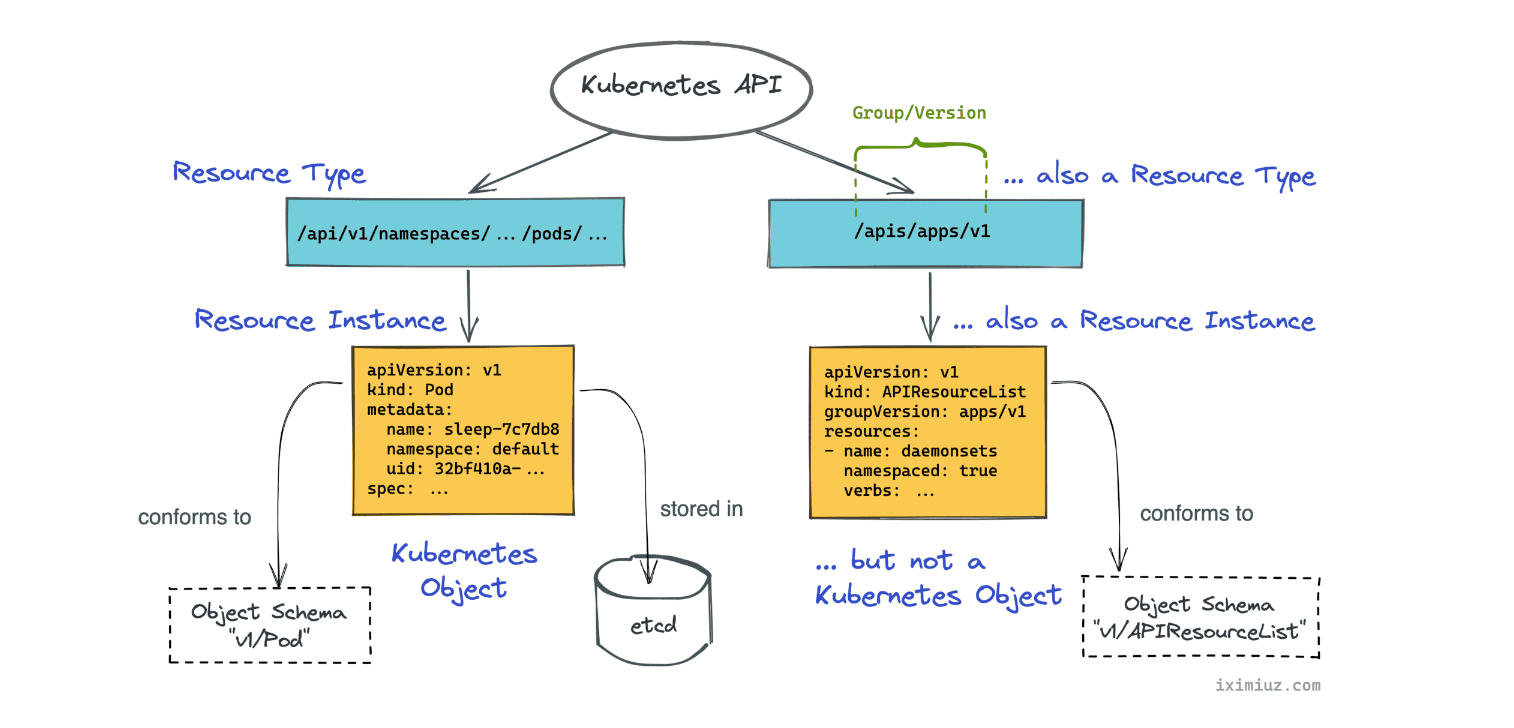 Kubernetes API
Group/Version
Resource Type
... also a Resource Type
/api/v1/namespaces/ ... /pods/ ...
/apis/apps/v1
Resource Instance
... also a Resource Instance
apiVersion: v1
kind: Pod
metadata:
  name: sleep-7c7db8
  namespace: default
  uid: 32bf410a- ...
spec: ...
apiVersion: v1
kind: APIResourceList
groupVersion: apps/v1
resources:
- name: daemonsets
  namespaced: true
  verbs: ...
conforms to
stored in
conforms to
Kubernetes
Object
... but not a
Kubernetes Object
Object Schema
"v1/Pod"
etcd
Object Schema
"v1/APIResourceList"
iximiuz.com